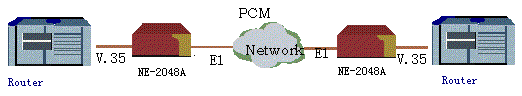 PCM
Network
V.35
E1
E1
V.35
NE-2048A
NE-2048A
Router
Router